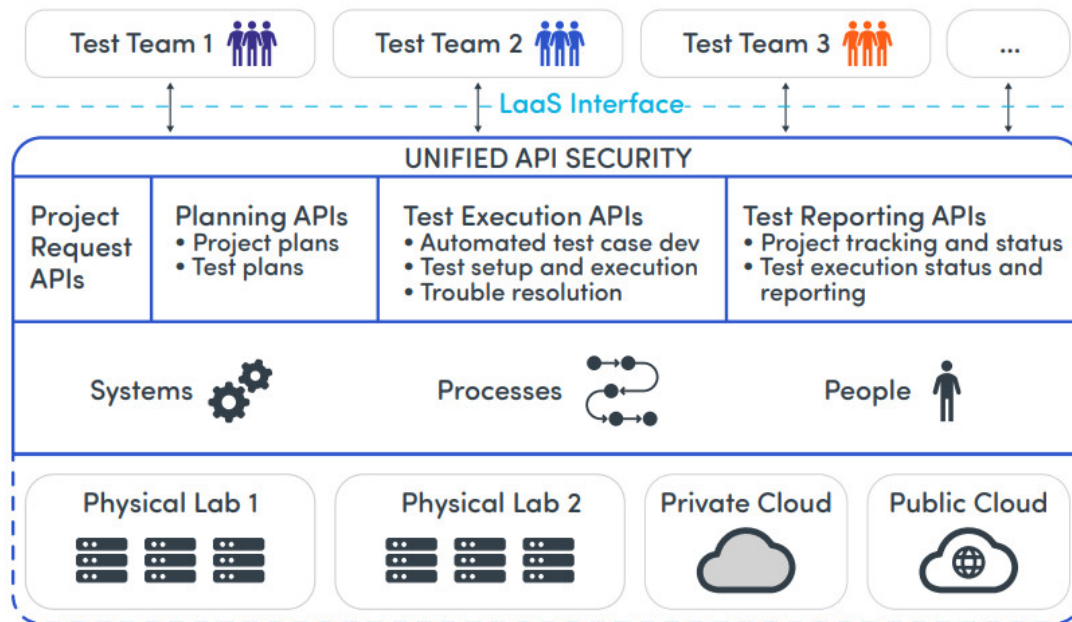 Test Team 1
Test Team 2
Test Team 3
...
LaaS Interface
UNIFIED API SECURITY
Project
Request
APIs
Planning APIs
• Project plans
• Test plans
Test Execution APIs
• Automated test case dev
• Test setup and execution
• Trouble resolution
Test Reporting APIs
• Project tracking and status
• Test execution status and
reporting
Systems
Processes
People
Physical Lab 1
Physical Lab 2
Private Cloud
Public Cloud